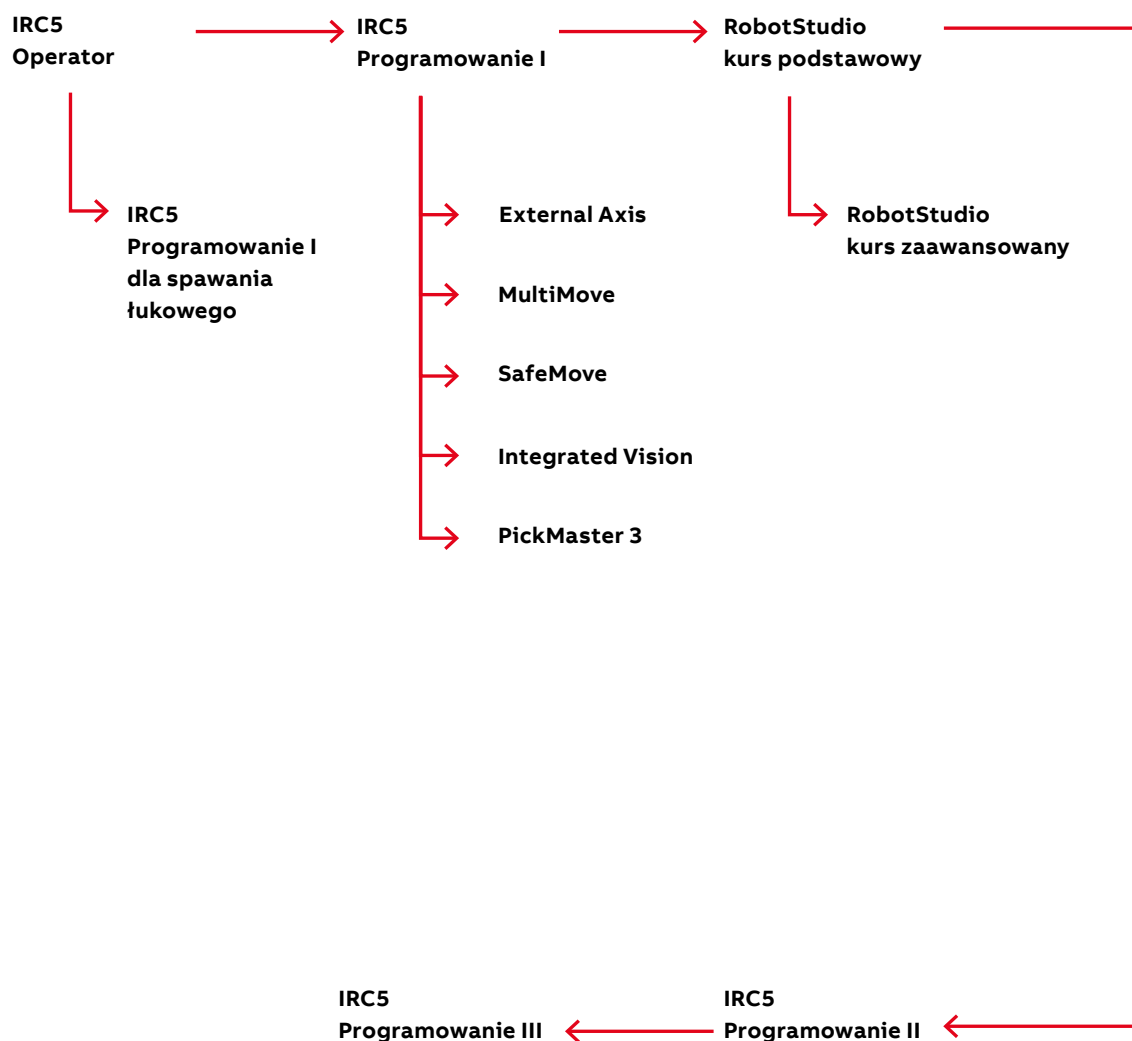 IRC5
Operator
IRC5
Programowanie I
RobotStudio
kurs podstawowy
IRC5
Programowanie I
dla spawania
łukowego
External Axis
MultiMove
SafeMove
Integrated Vision
PickMaster 3
RobotStudio
kurs zaawansowany
IRC5
Programowanie III
IRC5
Programowanie II